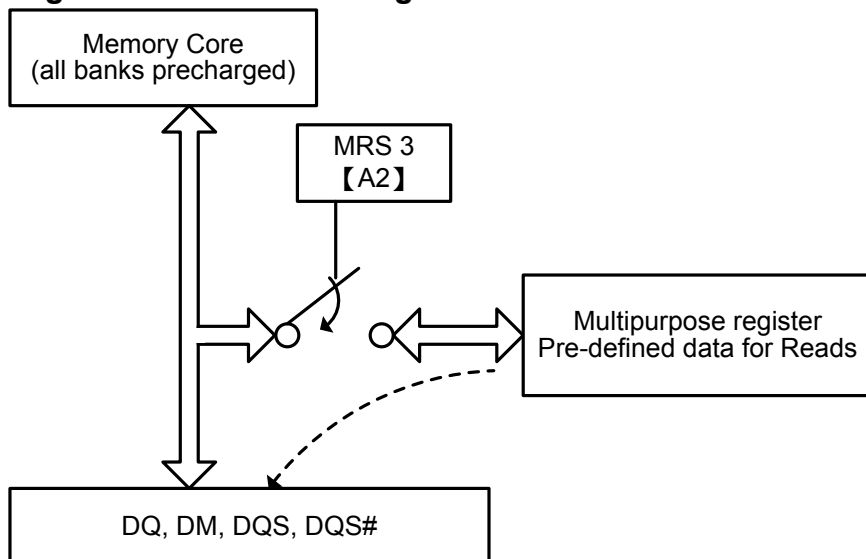 Memory Core
(all banks precharged)
MRS 3
【A2】
Multipurpose register
Pre-defined data for Reads
DQ, DM, DQS, DQS#